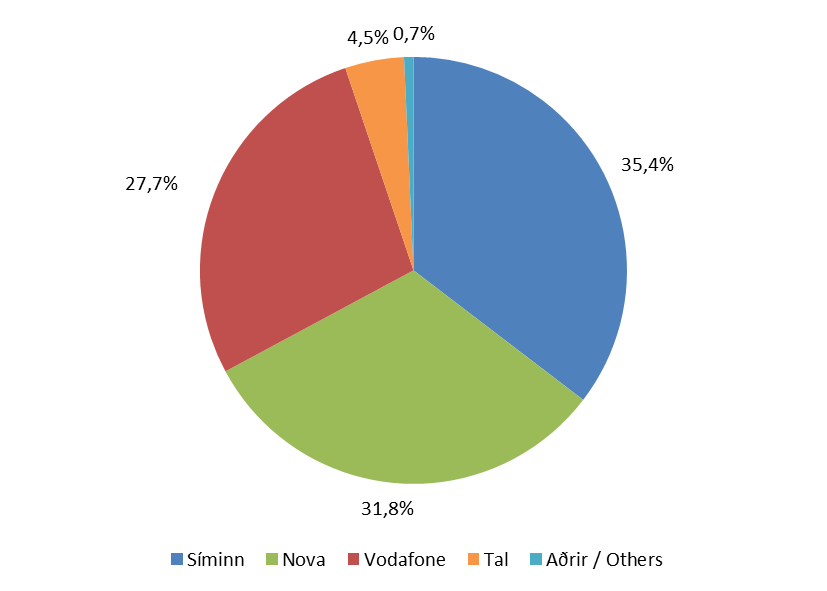 4,5% 0,7%
35,4%
27,7%
31,8%
Síminn Nova Vodafone Tal Aðrir / Others